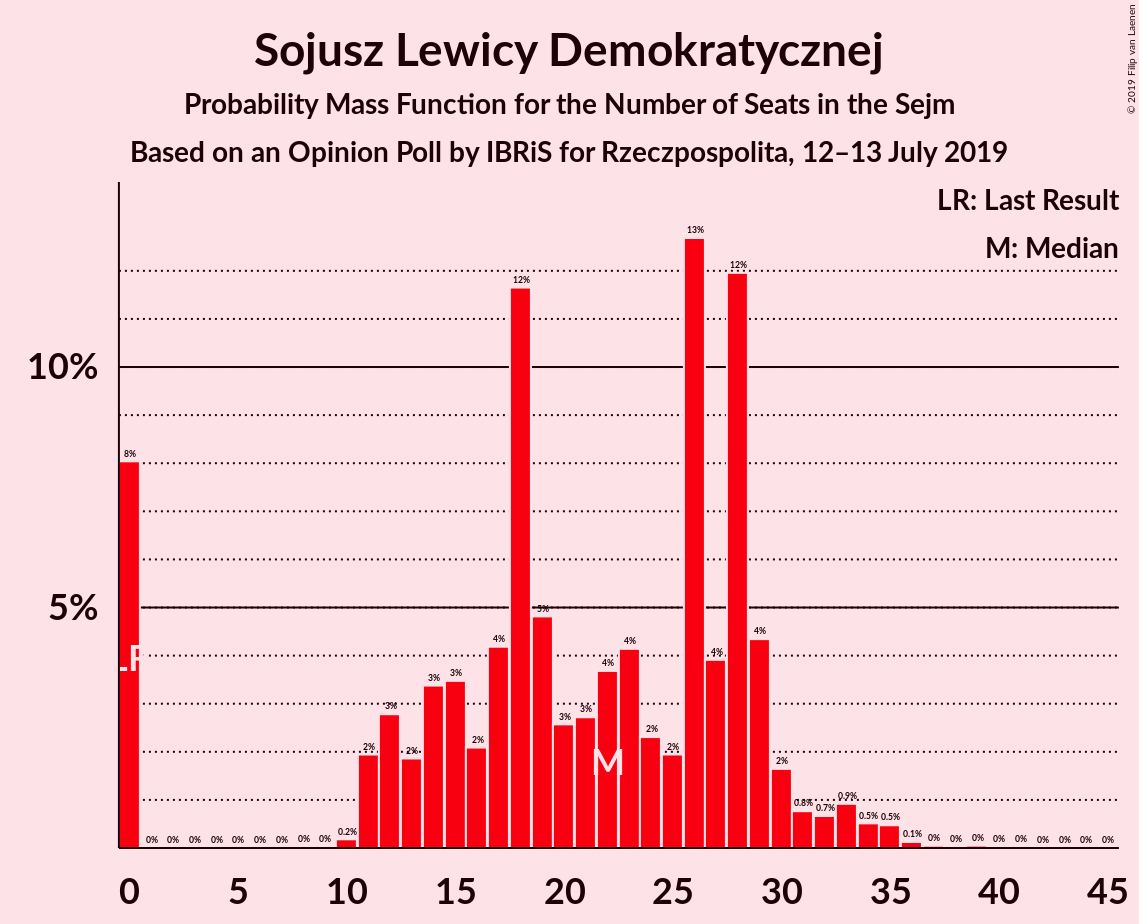 Sojusz Lewicy Demokratycznej
Probability Mass Function for the Number of Seats in the Sejm
Based on an Opinion Poll by IBRiS for Rzeczpospolita, 12–13 July 2019
© 2019 Filip van Laenen
LR: Last Result
M: Median
10%
5%
8% 0% 0% 0% 0% 0% 0% 0% 0% 0% 0.2% 2% 3% 2% 3% 3% 2% 4% 12% 5% 3% 3% 4% 4% 2% 2% 13% 4% 12% 4% 2% 0.8% 0.7% 0.9% 0.5% 0.5% 0.1% 0% 0% 0% 0% 0% 0% 0% 0% 0%
LR
M
0 5 10 15 20 25 30 35 40 45